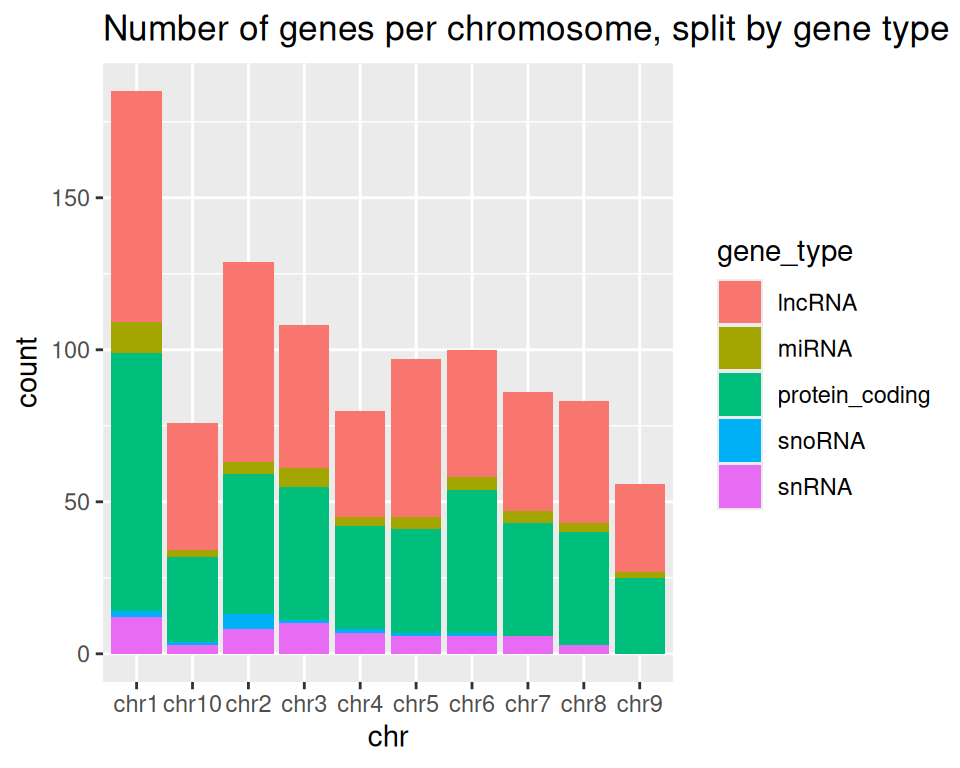 Number of genes per chromosome, split by gene type
count
150
100
50
0
chr1 chr10 chr2 chr3 chr4 chr5 chr6 chr7 chr8 chr9
chr
gene_type
lncRNA
miRNA
protein_coding
snoRNA
snRNA